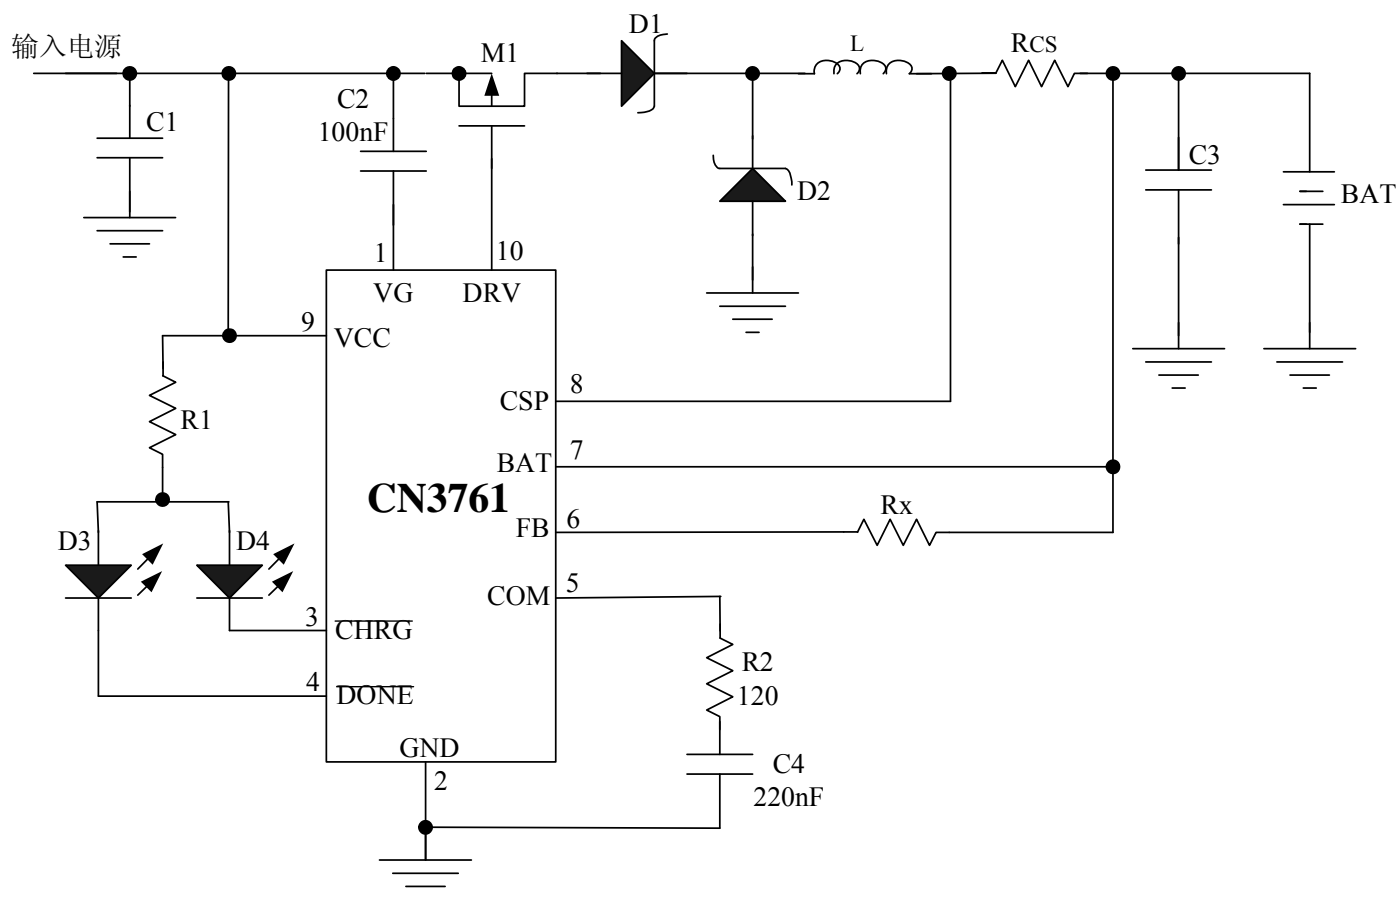 输入电源
D1
M1
L
RCS
C2
100nF
C1
C3
D2
BAT
1
10
VG
DRV
9
VCC
8
CSP
R1
7
BAT
CN3761
Rx
6
FB
D3
D4
5
COM
3
CHRG
R2
120
4
DONE
GND
2
C4
220nF